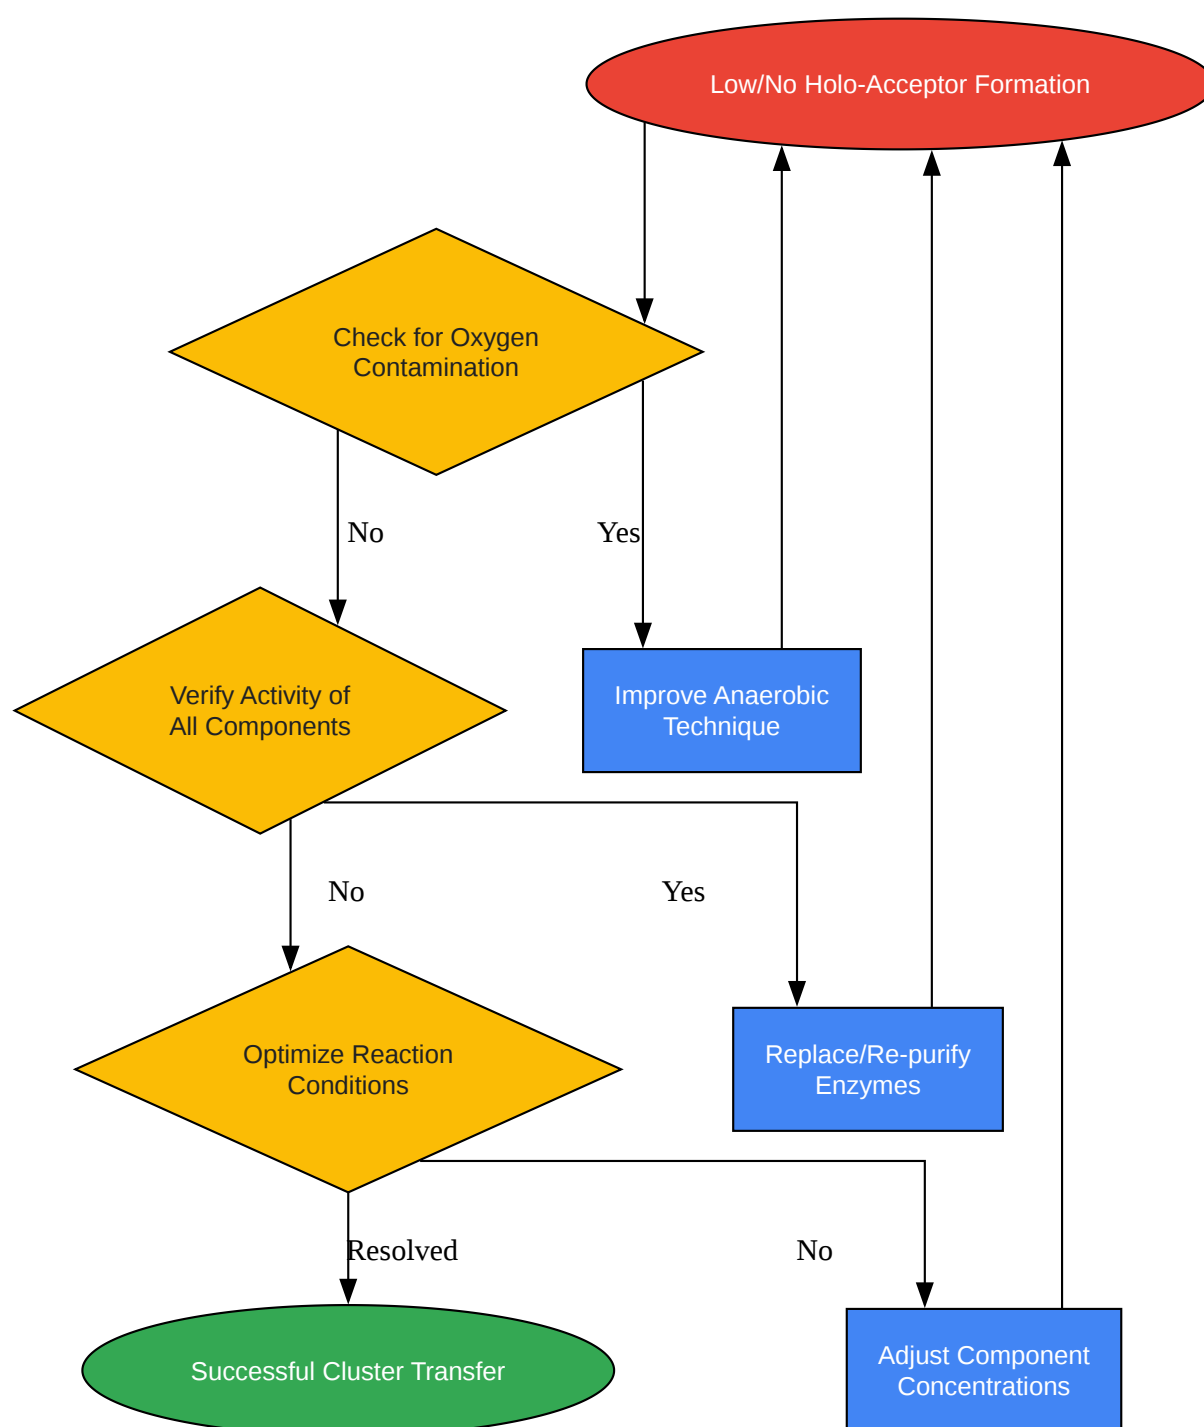 Low/No Holo-Acceptor Formation
Check for Oxygen
Contamination
No
Yes
Verify Activity of
All Components
Improve Anaerobic
Technique
No
Yes
Optimize Reaction
Conditions
Replace/Re-purify
Enzymes
Resolved
No
Successful Cluster Transfer
Adjust Component
Concentrations